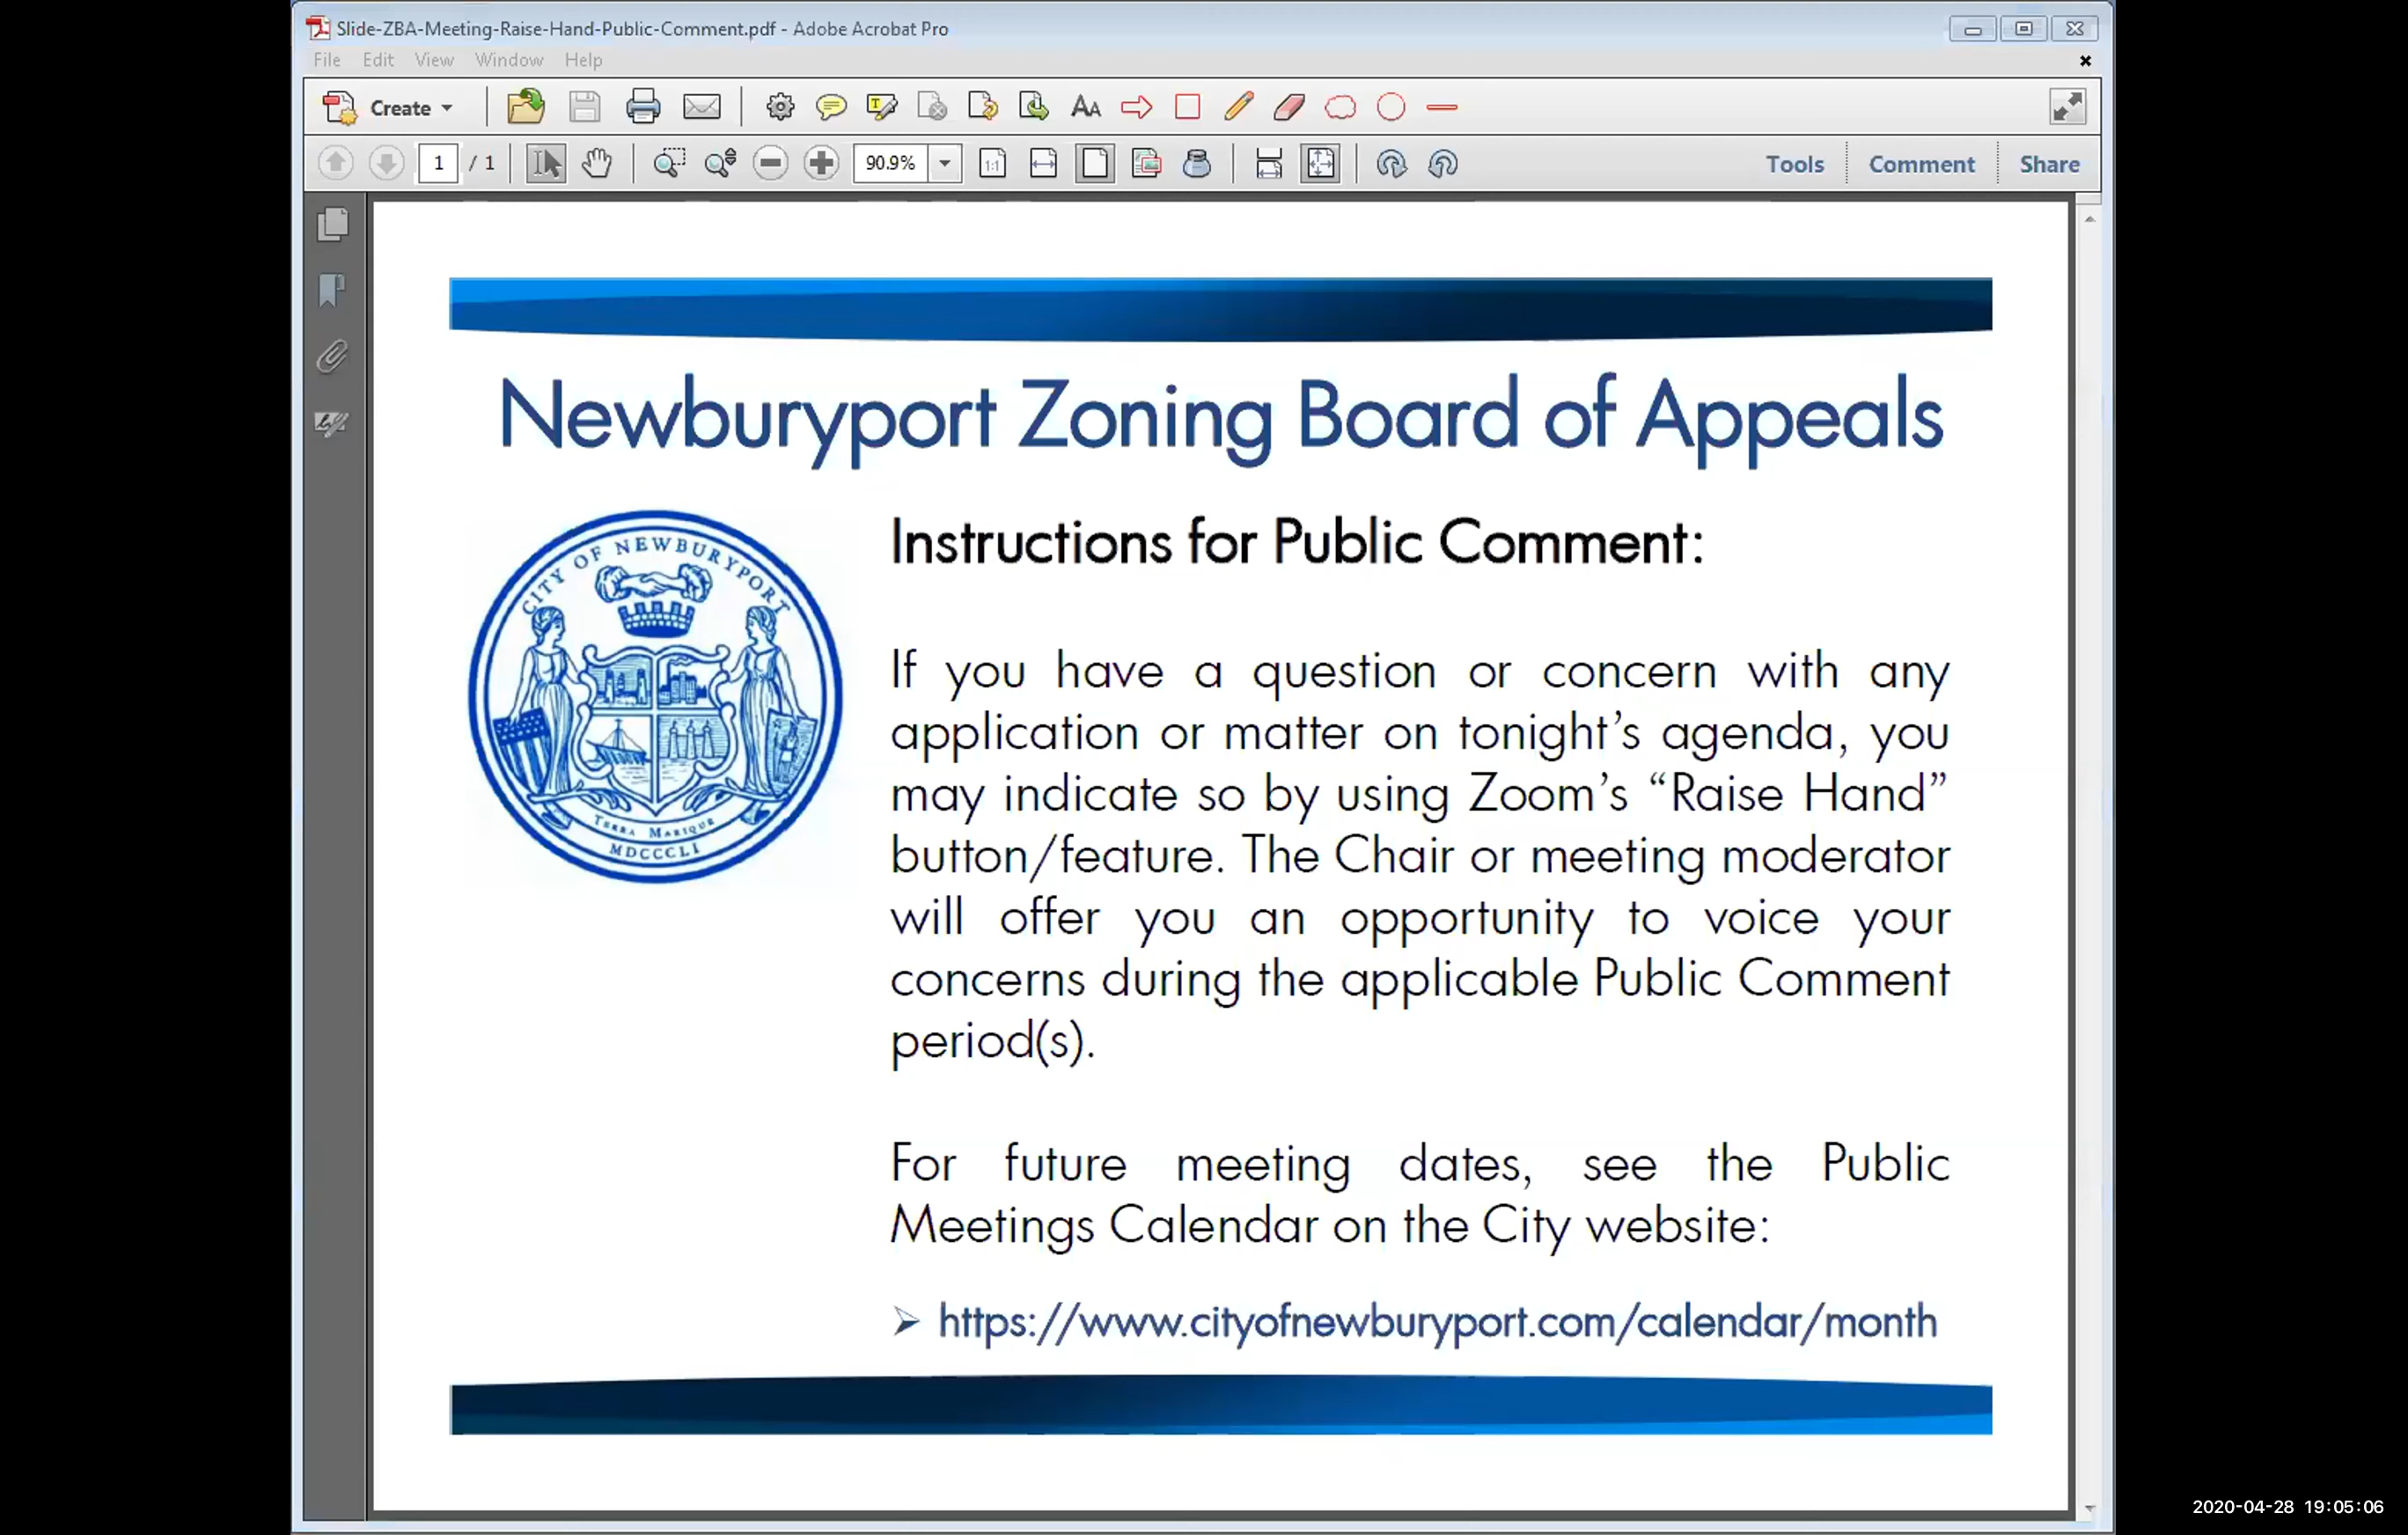 Slide-ZBA-Meeting-Raise-Hand-Public-Comment.pdf - Adobe Acrobat Pro
File Edit View Window Help
Create
1 / 1 90.9% 1:1 Tools Comment Share
Newburyport Zoning Board of Appeals
CITY OF NEWBURYPORT
TERRA MARIQUE
MDCCCLI
Instructions for Public Comment:
If you have a question or concern with any
application or matter on tonight’s agenda, you
may indicate so by using Zoom’s “Raise Hand”
button/feature. The Chair or meeting moderator
will offer you an opportunity to voice your
concerns during the applicable Public Comment
period(s).
For future meeting dates, see the Public
Meetings Calendar on the City website:
➢ https://www.cityofnewburyport.com/calendar/month
2020-04-28 19:05:06